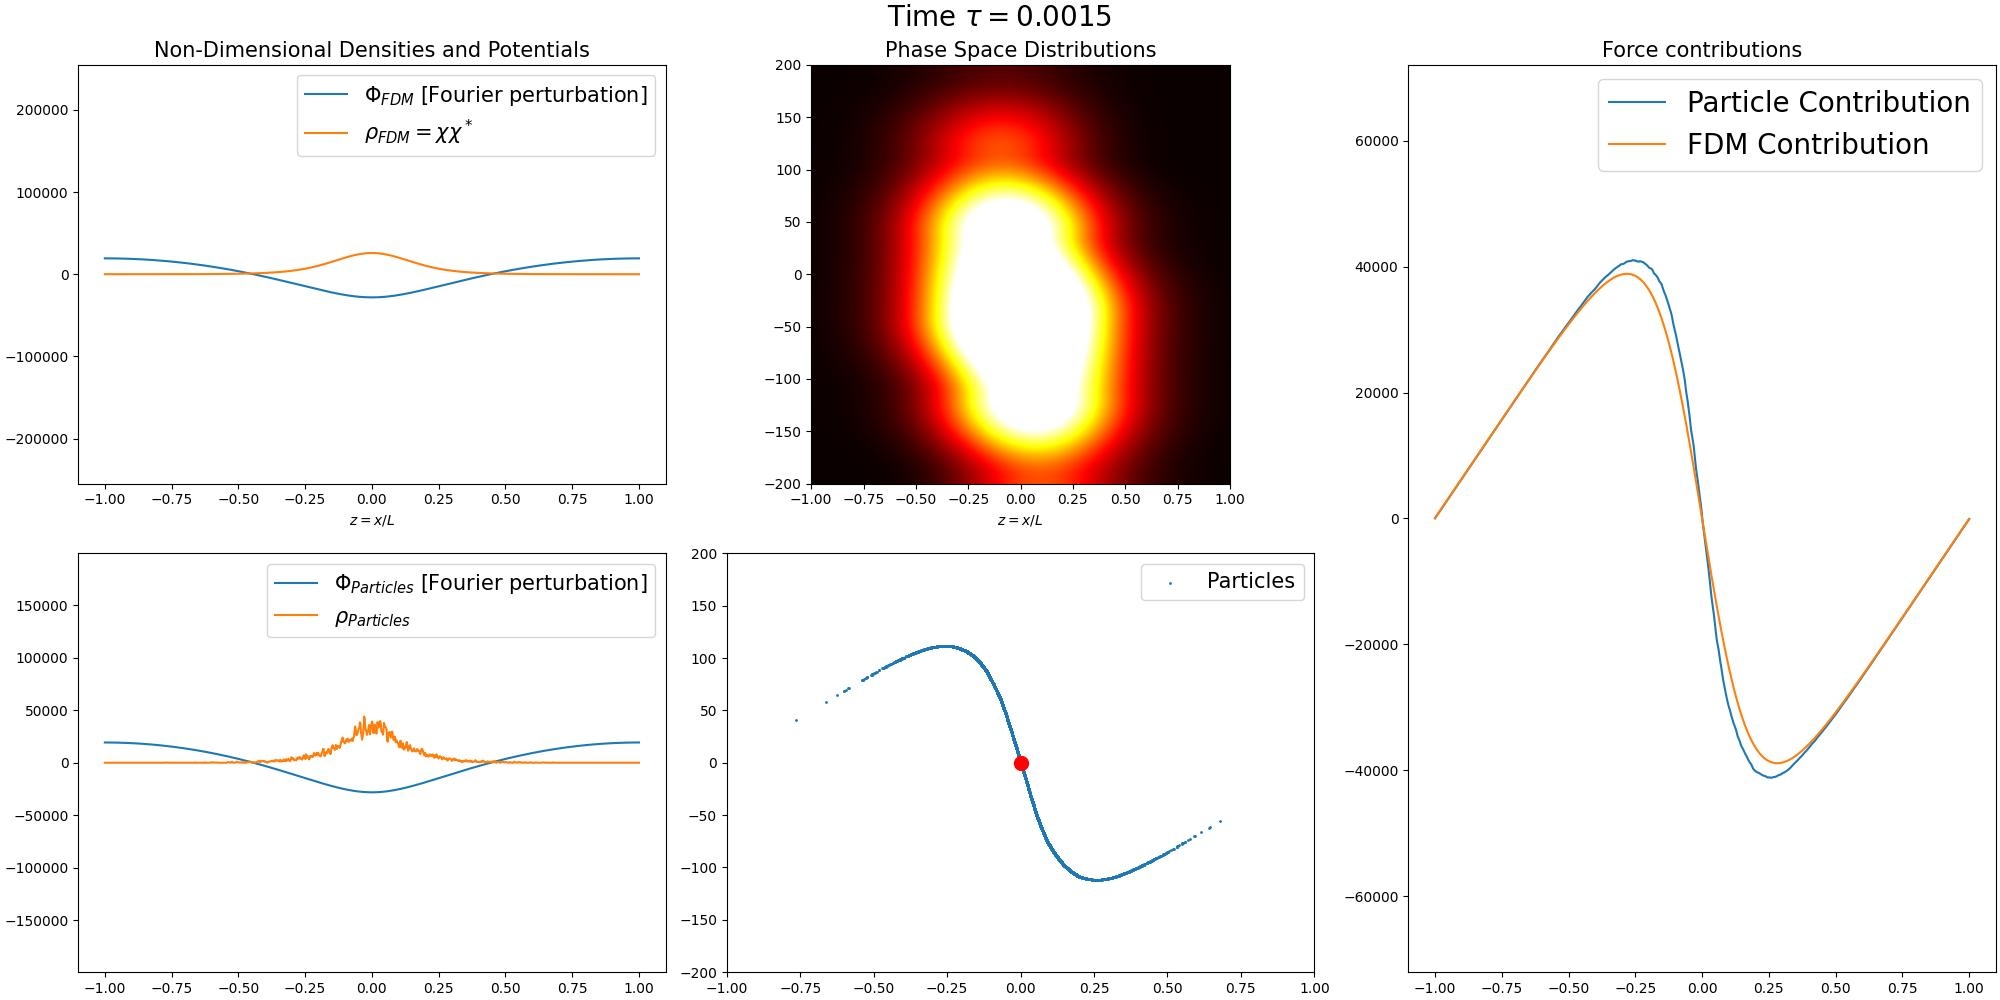 Time τ = 0.0015
Non-Dimensional Densities and Potentials
Φ_FDM [Fourier perturbation]
ρ_FDM = χχ*
200000
100000
0
−100000
−200000
−1.00 −0.75 −0.50 −0.25 0.00 0.25 0.50 0.75 1.00
z = x/L
Phase Space Distributions
200
150
100
50
0
−50
−100
−150
−200
−1.00 −0.75 −0.50 −0.25 0.00 0.25 0.50 0.75 1.00
z = x/L
Force contributions
Particle Contribution
FDM Contribution
60000
40000
20000
0
−20000
−40000
−60000
−1.00 −0.75 −0.50 −0.25 0.00 0.25 0.50 0.75 1.00
Φ_Particles [Fourier perturbation]
ρ_Particles
150000
100000
50000
0
−50000
−100000
−150000
−1.00 −0.75 −0.50 −0.25 0.00 0.25 0.50 0.75 1.00
Particles
200
150
100
50
0
−50
−100
−150
−200
−1.00 −0.75 −0.50 −0.25 0.00 0.25 0.50 0.75 1.00